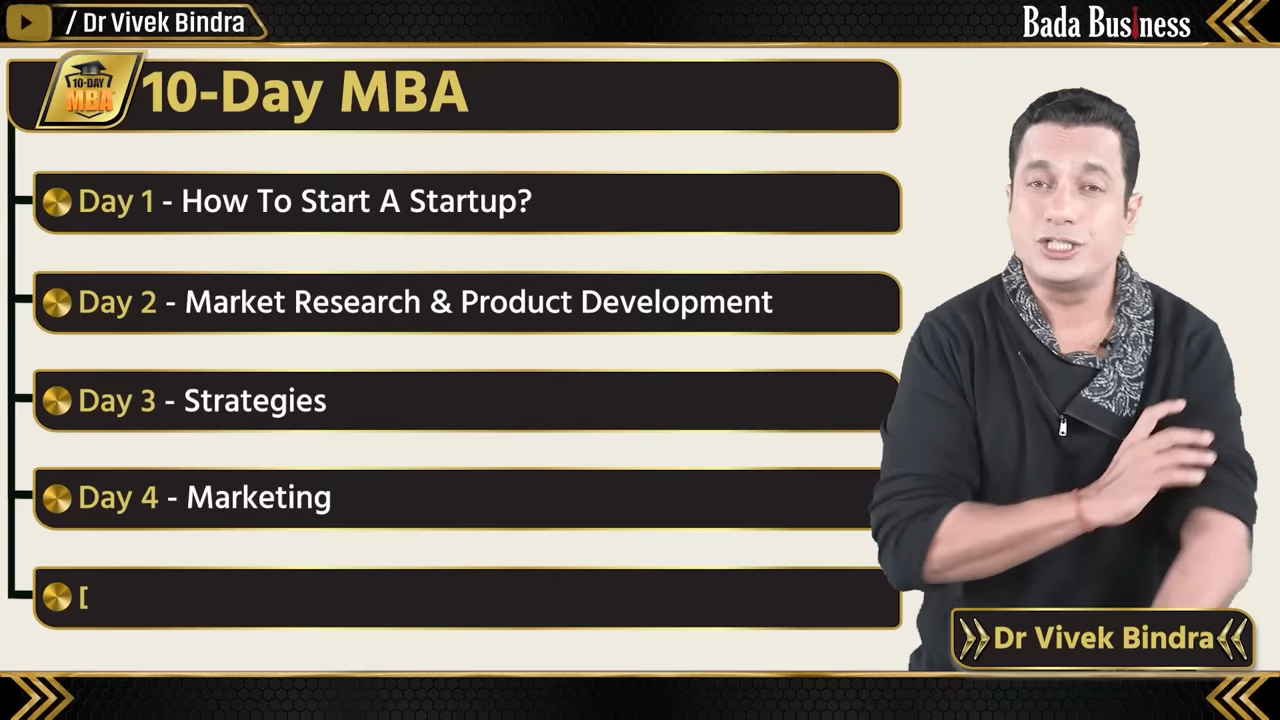 / Dr Vivek Bindra
Bada Business
10-DAY
MBA
10-Day MBA
Day 1 - How To Start A Startup?
Day 2 - Market Research & Product Development
Day 3 - Strategies
Day 4 - Marketing
[
Dr Vivek Bindra